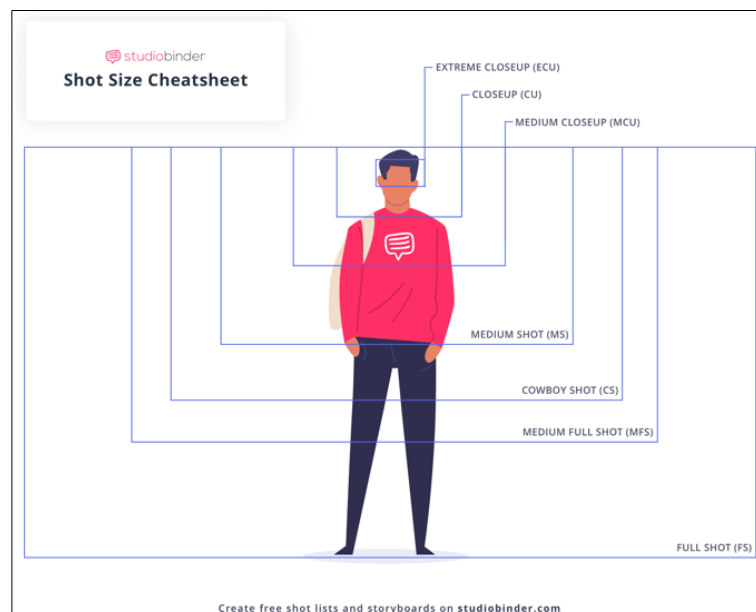 studiobinder
Shot Size Cheatsheet
EXTREME CLOSEUP (ECU)
CLOSEUP (CU)
MEDIUM CLOSEUP (MCU)
MEDIUM SHOT (MS)
COWBOY SHOT (CS)
MEDIUM FULL SHOT (MFS)
FULL SHOT (FS)
Create free shot lists and storyboards on studiobinder.com